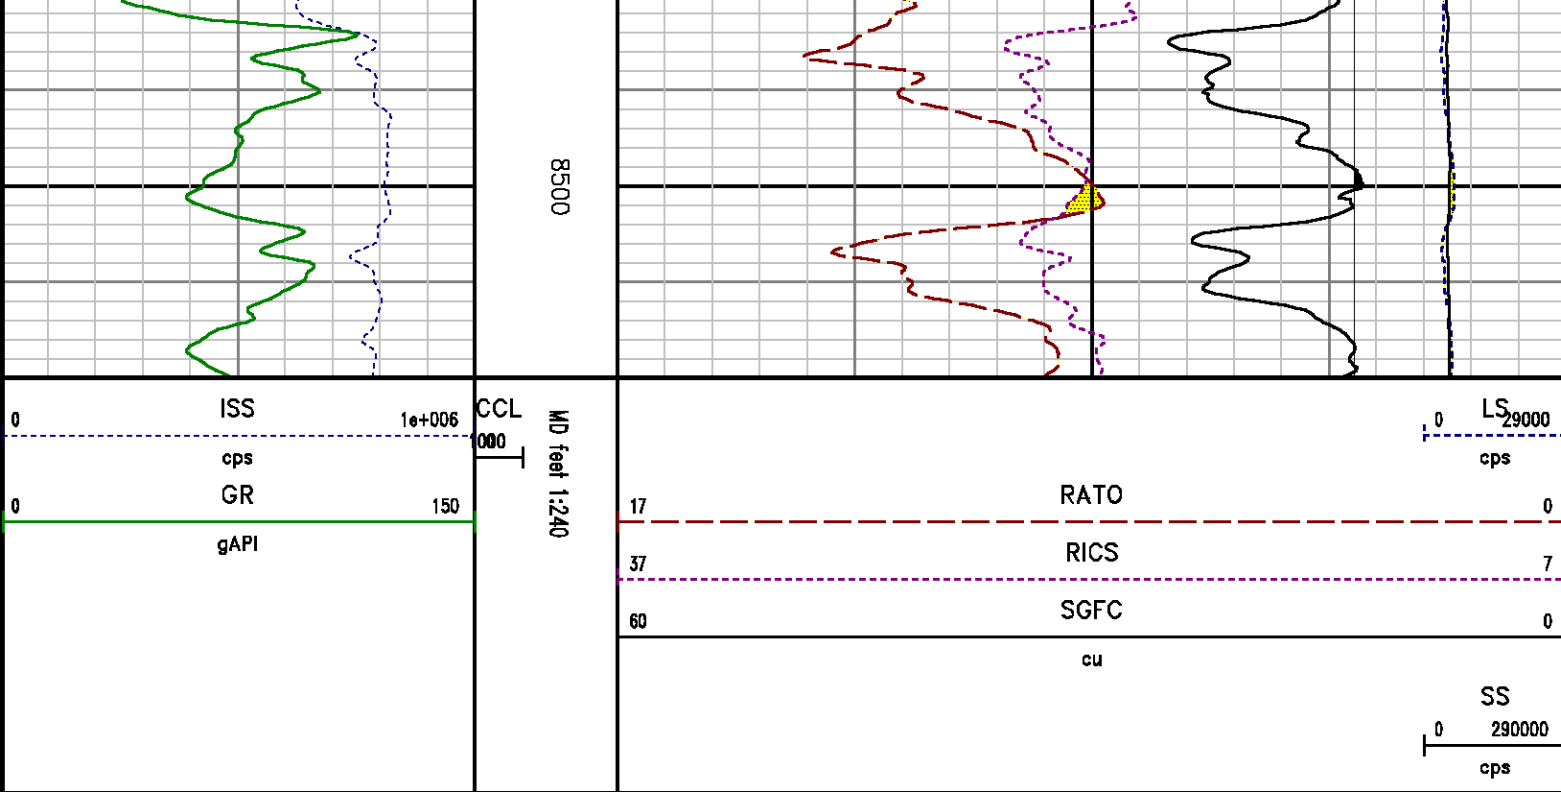 8500
ISS
0 1e+006
cps
GR
0 150
gAPI
CCL
MD feet 1:240
LS
0 29000
cps
RATO
17 0
RICS
37 7
SGFC
60 0
cu
SS
0 290000
cps